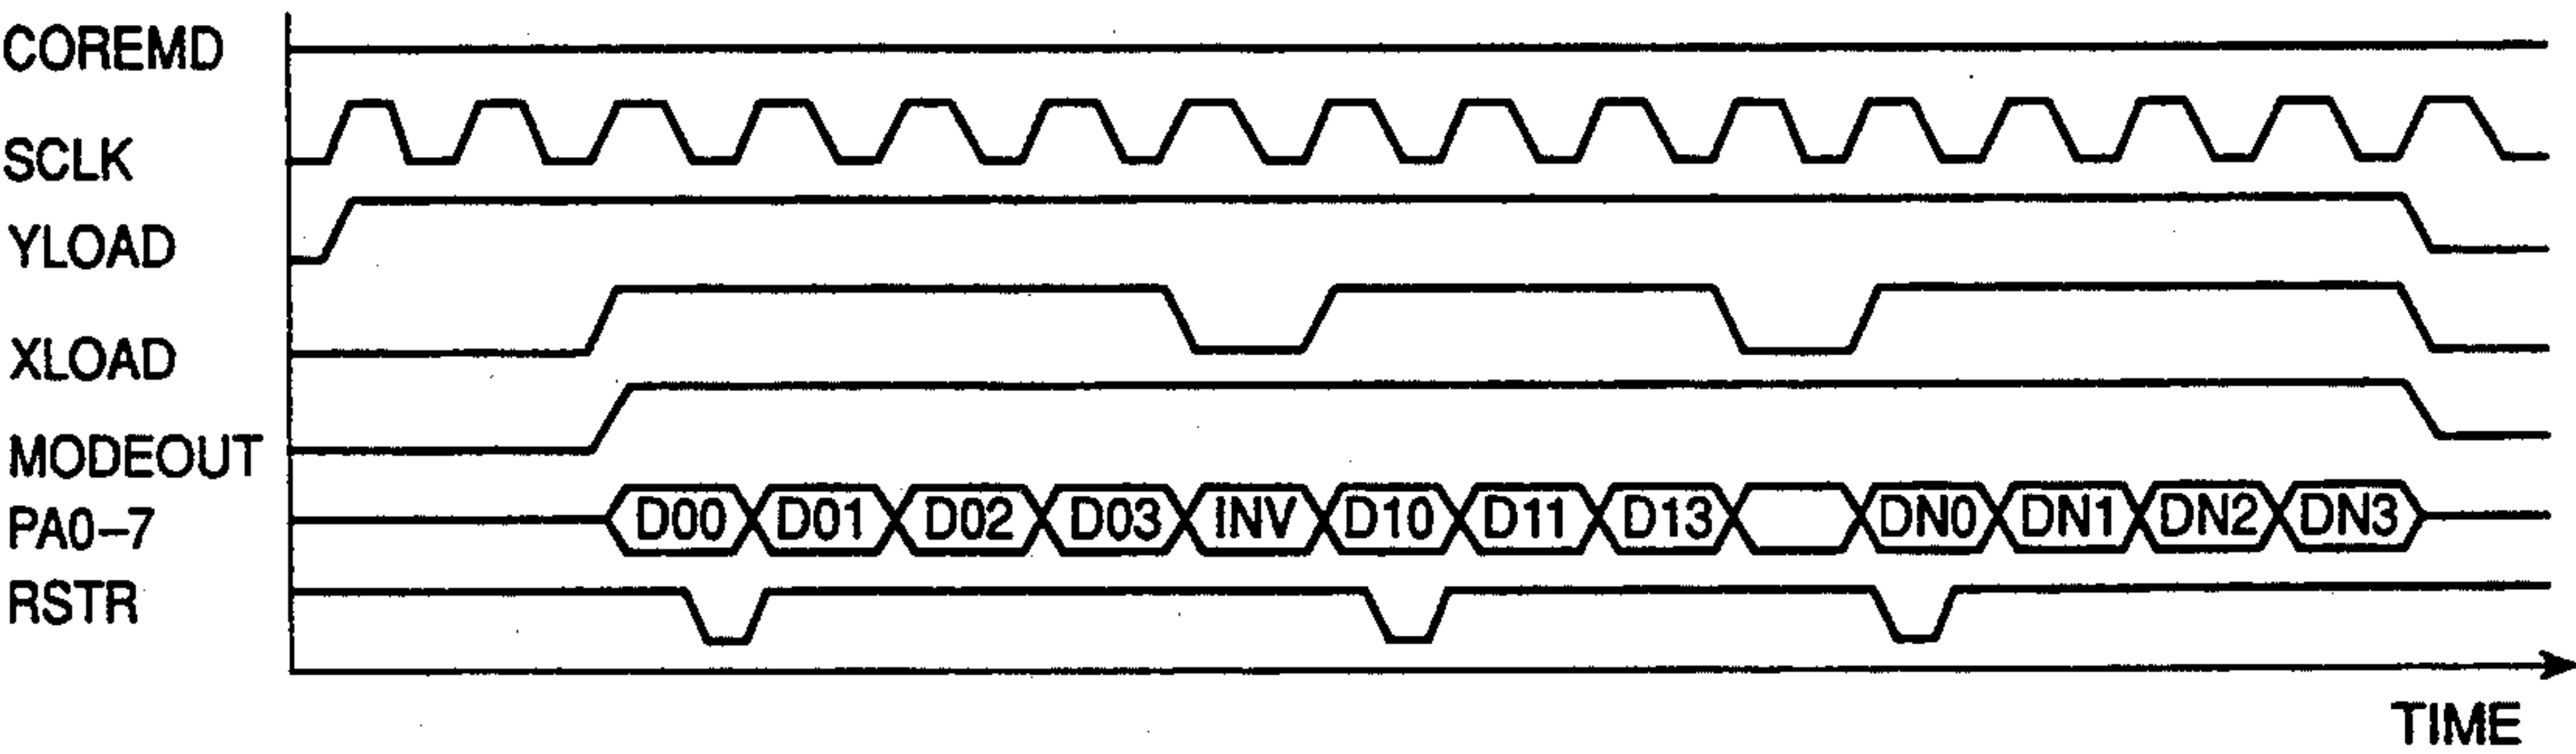 COREMD
SCLK
YLOAD
XLOAD
MODEOUT
PA0–7 D00 D01 D02 D03 INV D10 D11 D13 DN0 DN1 DN2 DN3
RSTR
TIME